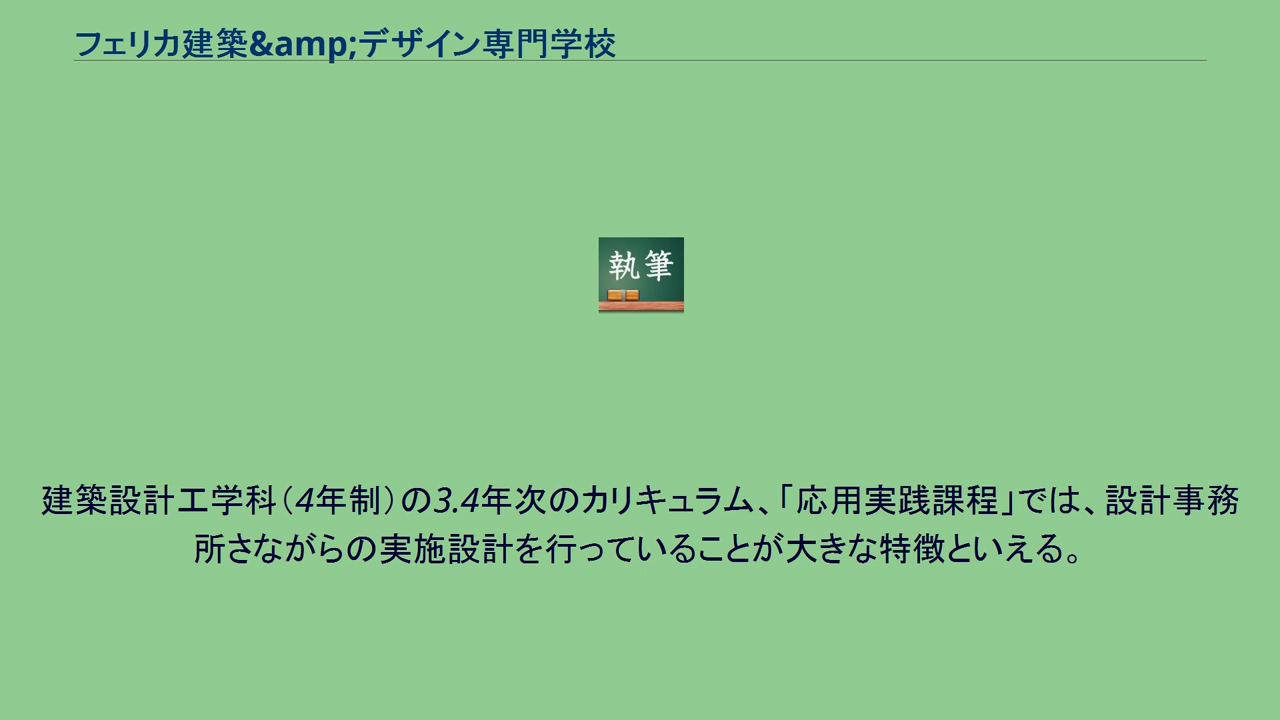 フェリカ建築&amp;デザイン専門学校
執筆
建築設計工学科（4年制）の3.4年次のカリキュラム、「応用実践課程」では、設計事務
所さながらの実施設計を行っていることが大きな特徴といえる。